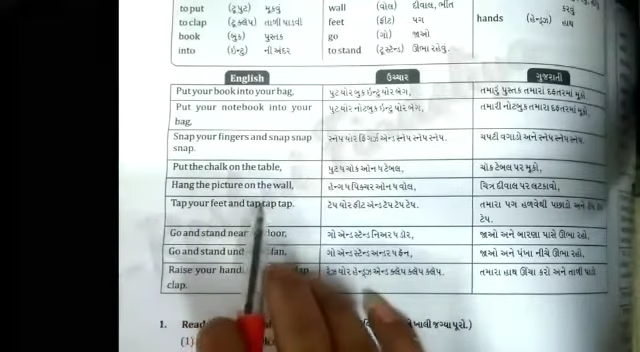 to put (ટૂ પુટ) મૂકવું
wall (વૉલ) દીવાલ, ભીંત
કરવું
to clap (ટૂ ક્લૅપ) તાળી પાડવી
feet (ફીટ) પગ
hands (હેન્ડ્ઝ) હાથ
book (બુક) પુસ્તક
go (ગો) જાઓ
into (ઇન્ટુ) ની અંદર
to stand (ટૂ સ્ટેન્ડ) ઊભા રહેવું.
English ઉચ્ચાર ગુજરાતી
Put your book into your bag, પુટ યોર બુક ઇન્ટુ યોર બેગ, તમારું પુસ્તક તમારા દફતરમાં મૂકો
Put your notebook into your bag, પુટ યોર નોટબુક ઇન્ટુ યોર બેગ, તમારી નોટબુક તમારા દફતરમાં મૂકો
Snap your fingers and snap snap snap. સ્નેપ યોર ફિંગર્ઝ એન્ડ સ્નેપ સ્નેપ સ્નેપ. ચપટી વગાડો અને સ્નેપ સ્નેપ સ્નેપ.
Put the chalk on the table, પુટ ધ ચોક ઓન ધ ટેબલ, ચોક ટેબલ પર મૂકો,
Hang the picture on the wall, હેન્ગ ધ પિક્ચર ઓન ધ વૉલ, ચિત્ર દીવાલ પર લટકાવો,
Tap your feet and tap tap tap. ટેપ યોર ફીટ એન્ડ ટેપ ટેપ ટેપ. તમારા પગ હળવેથી પછાડો અને ટેપ ટેપ ટેપ.
Go and stand near door, ગો એન્ડ સ્ટેન્ડ નિઅર ધ ડોર, જાઓ અને બારણા પાસે ઊભા રહો,
Go and stand und fan, ગો એન્ડ સ્ટેન્ડ અન્ડર ધ ફૅન, જાઓ અને પંખા નીચે ઊભા રહો,
Raise your hand clap. રેઝ યોર હેન્ડ્ઝ એન્ડ ક્લૅપ ક્લૅપ ક્લૅપ. તમારા હાથ ઊંચા કરો અને તાળી પાડો
1. Read ખાલી જગ્યા પૂરો.)
(1)